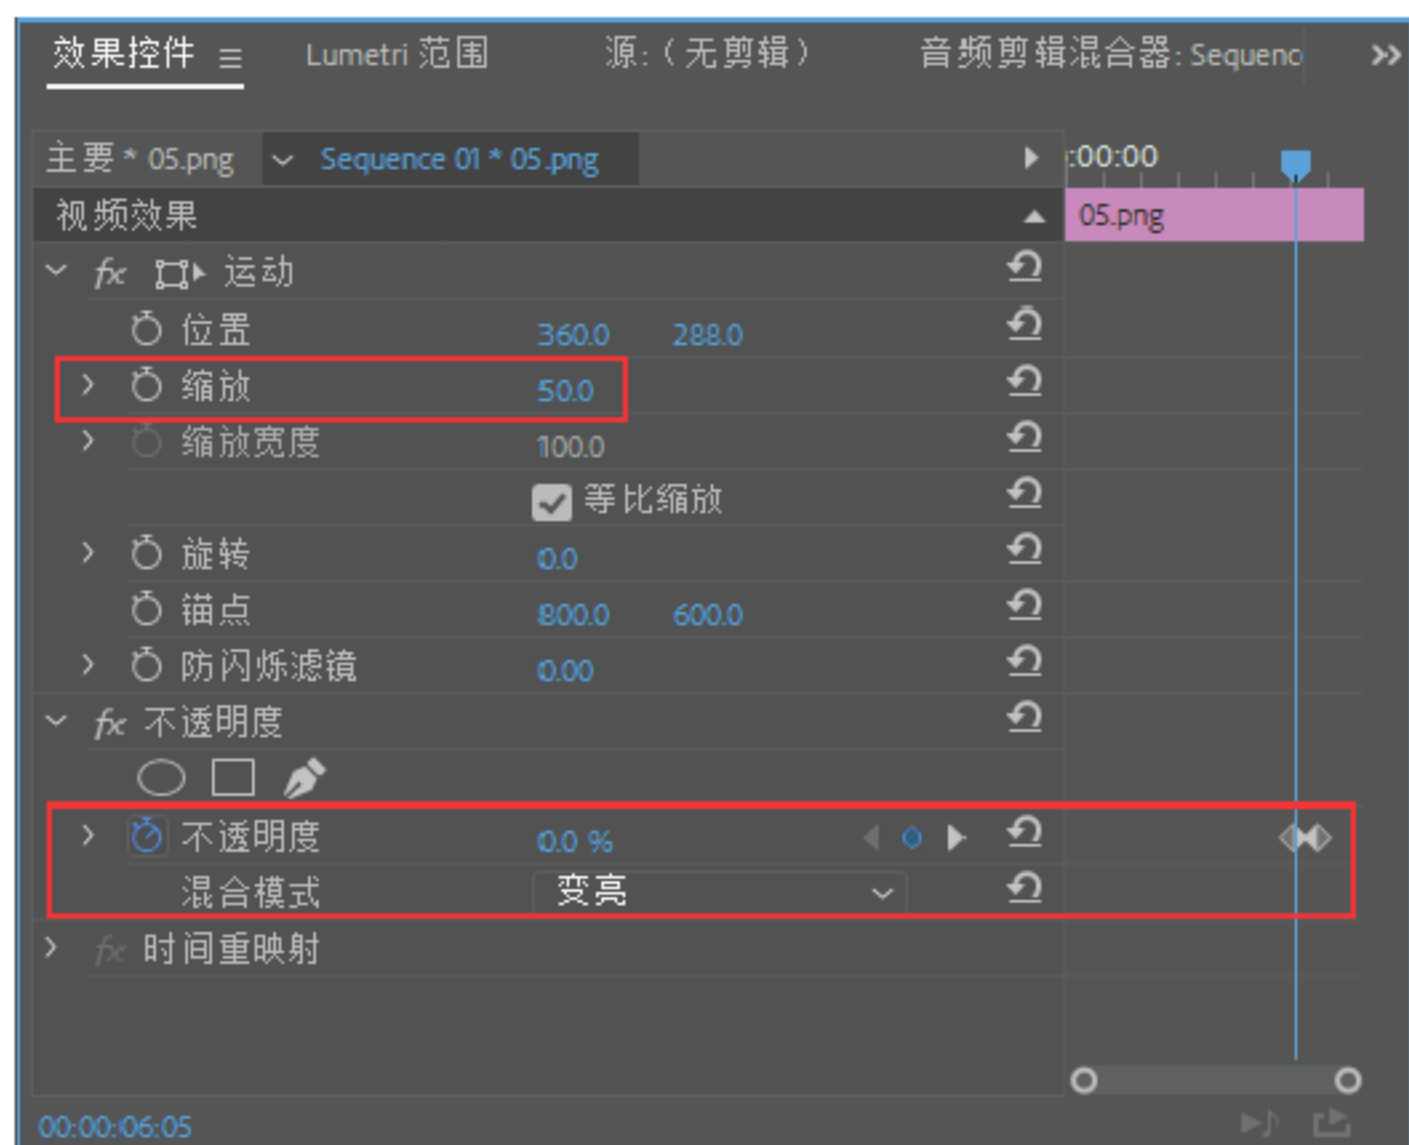 效果控件 Lumetri 范围 源:（无剪辑） 音频剪辑混合器: Sequenc
主要 * 05.png Sequence 01 * 05.png :00:00
视频效果 05.png
fx 运动
位置 360.0 288.0
缩放 50.0
缩放宽度 100.0
等比缩放
旋转 0.0
锚点 800.0 600.0
防闪烁滤镜 0.00
fx 不透明度
不透明度 0.0 %
混合模式 变亮
fx 时间重映射
00:00:06:05